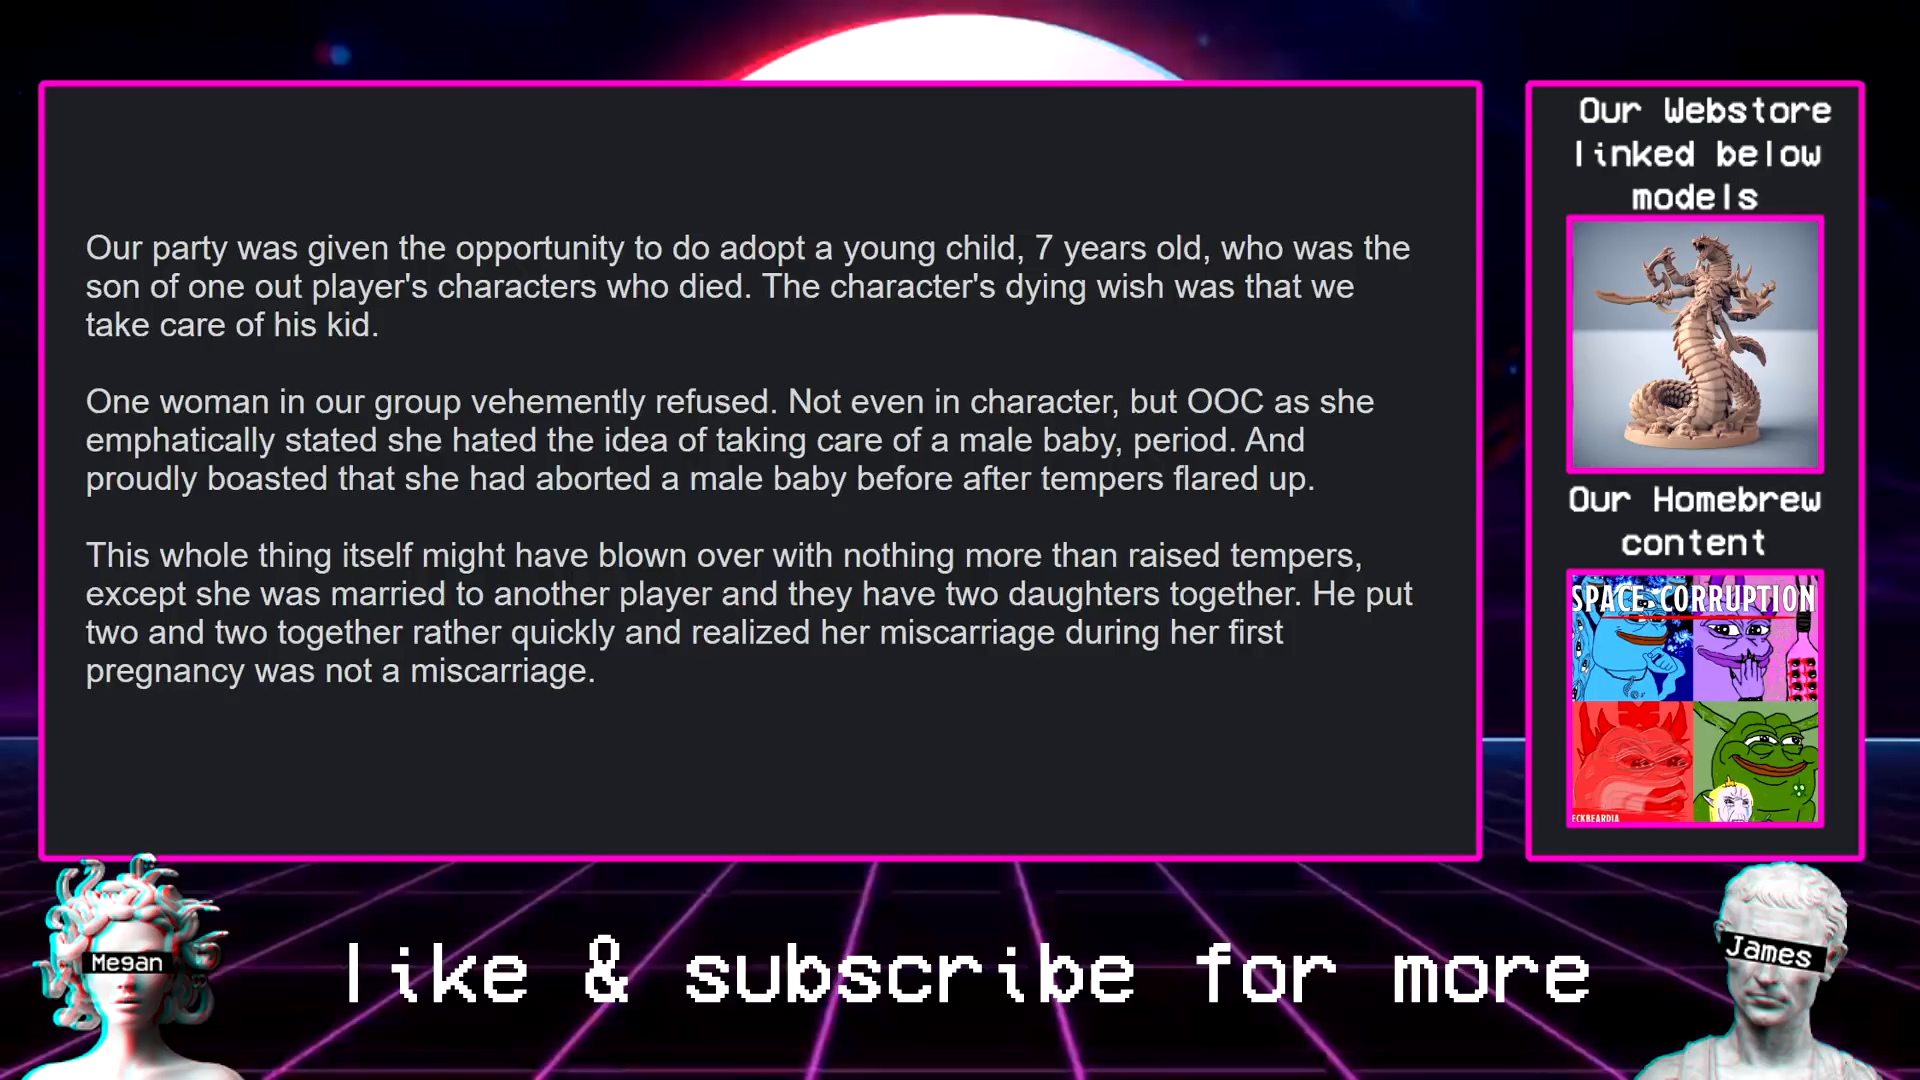 Our party was given the opportunity to do adopt a young child, 7 years old, who was the
son of one out player's characters who died. The character's dying wish was that we
take care of his kid.
One woman in our group vehemently refused. Not even in character, but OOC as she
emphatically stated she hated the idea of taking care of a male baby, period. And
proudly boasted that she had aborted a male baby before after tempers flared up.
This whole thing itself might have blown over with nothing more than raised tempers,
except she was married to another player and they have two daughters together. He put
two and two together rather quickly and realized her miscarriage during her first
pregnancy was not a miscarriage.
Our Webstore
linked below
models
Our Homebrew
content
SPACE CORRUPTION
ECKBEARDIA
Megan
like & subscribe for more
James